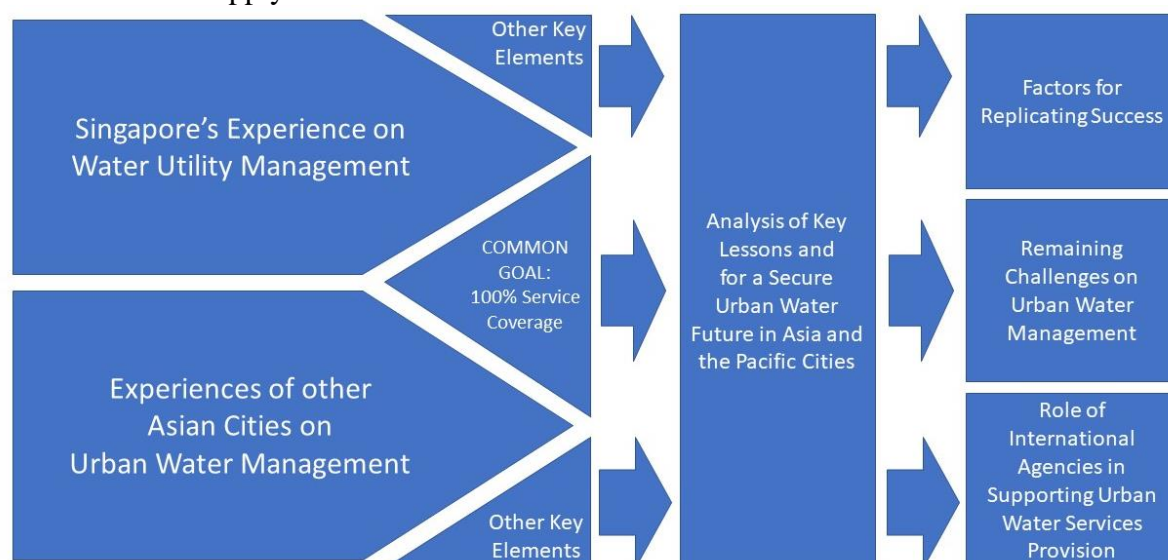 Other Key
Elements
Singapore's Experience on
Water Utility Management
COMMON
GOAL:
100% Service
Coverage
Experiences of other
Asian Cities on
Urban Water Management
Other Key
Elements
Analysis of Key
Lessons and
for a Secure
Urban Water
Future in Asia and
the Pacific Cities
Factors for
Replicating Success
Remaining
Challenges on
Urban Water
Management
Role of
International
Agencies in
Supporting Urban
Water Services
Provision